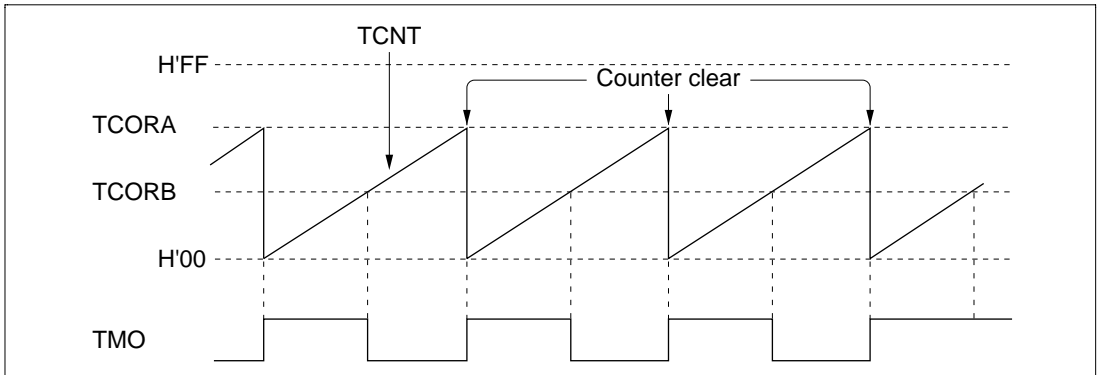 TCNT
H'FF
Counter clear
TCORA
TCORB
H'00
TMO